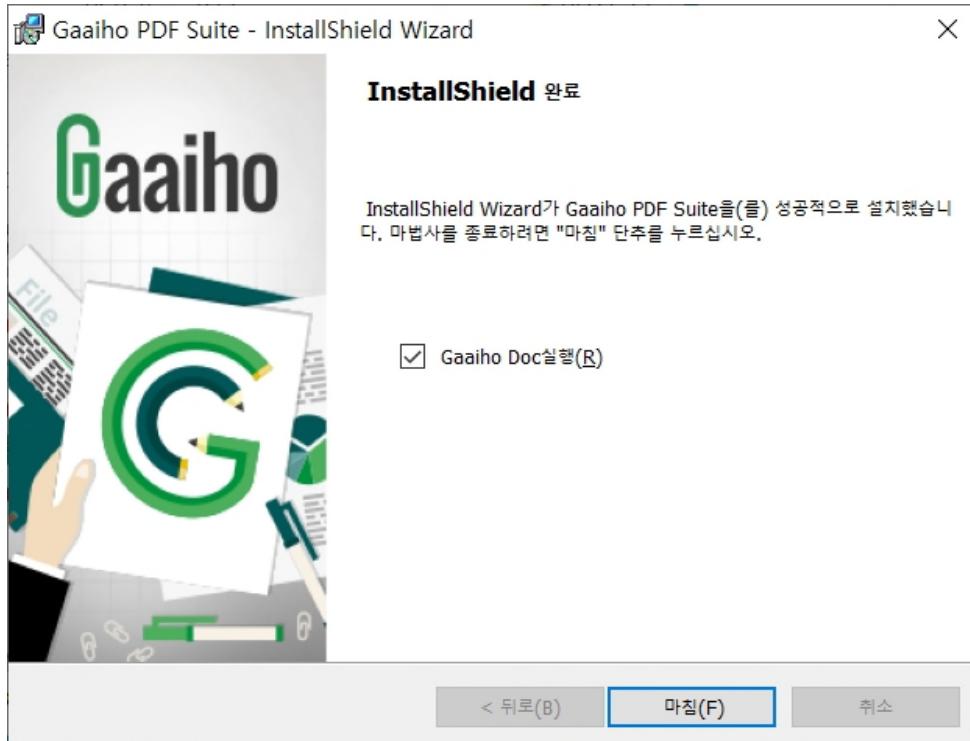 Gaaiho PDF Suite - InstallShield Wizard
Gaaiho
File
InstallShield 완료
InstallShield Wizard가 Gaaiho PDF Suite을(를) 성공적으로 설치했습니
다. 마법사를 종료하려면 "마침" 단추를 누르십시오.
Gaaiho Doc실행(R)
< 뒤로(B)
마침(F)
취소